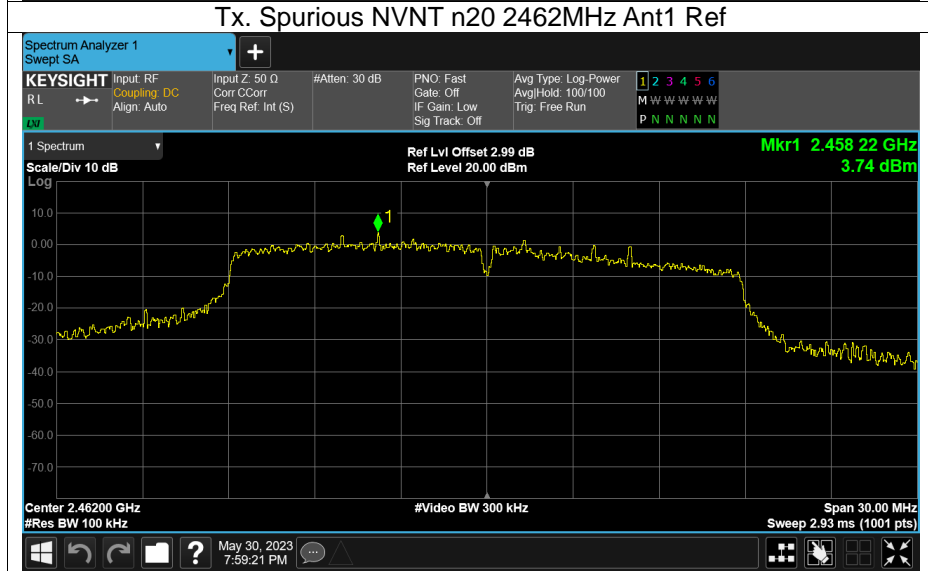 Tx. Spurious NVNT n20 2462MHz Ant1 Ref
Spectrum Analyzer 1
Swept SA
+
KEYSIGHT
R L
LXI
Input: RF
Coupling: DC
Align: Auto
Input Z: 50 Ω
Corr CCorr
Freq Ref: Int (S)
#Atten: 30 dB
PNO: Fast
Gate: Off
IF Gain: Low
Sig Track: Off
Avg Type: Log-Power
Avg|Hold: 100/100
Trig: Free Run
1 2 3 4 5 6
M W W W W W
P N N N N N
1 Spectrum
Scale/Div 10 dB
Ref Lvl Offset 2.99 dB
Ref Level 20.00 dBm
Mkr1 2.458 22 GHz
3.74 dBm
Log
10.0
0.00
-10.0
-20.0
-30.0
-40.0
-50.0
-60.0
-70.0
1
Center 2.46200 GHz
#Res BW 100 kHz
#Video BW 300 kHz
Span 30.00 MHz
Sweep 2.93 ms (1001 pts)
?
May 30, 2023
7:59:21 PM